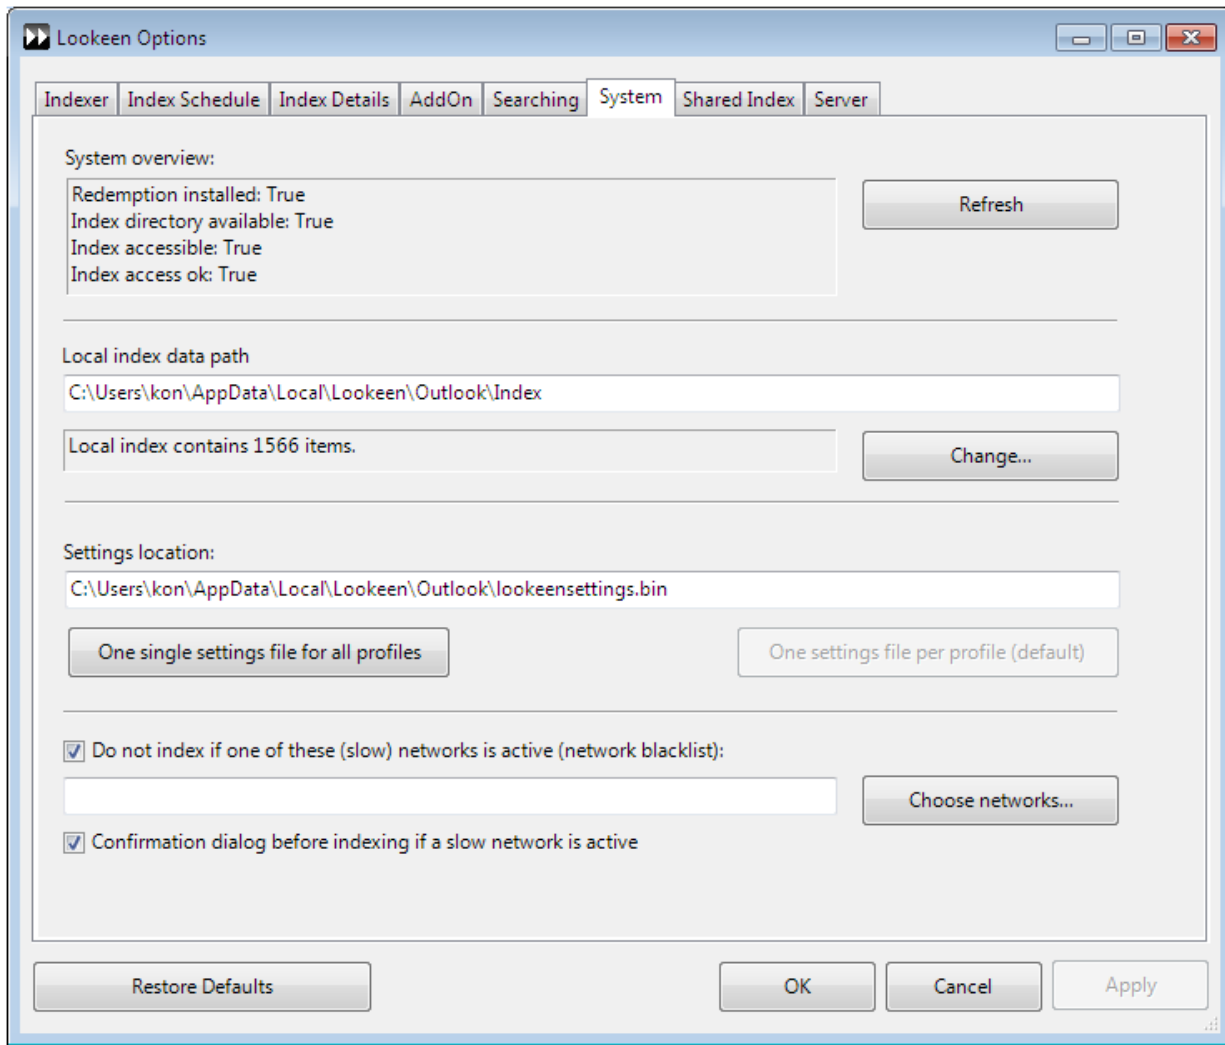 Lookeen Options
Indexer Index Schedule Index Details AddOn Searching System Shared Index Server
System overview:
Redemption installed: True
Index directory available: True
Index accessible: True
Index access ok: True
Refresh
Local index data path
C:\Users\kon\AppData\Local\Lookeen\Outlook\Index
Local index contains 1566 items.
Change...
Settings location:
C:\Users\kon\AppData\Local\Lookeen\Outlook\lookeensettings.bin
One single settings file for all profiles One settings file per profile (default)
Do not index if one of these (slow) networks is active (network blacklist):
Choose networks...
Confirmation dialog before indexing if a slow network is active
Restore Defaults OK Cancel Apply